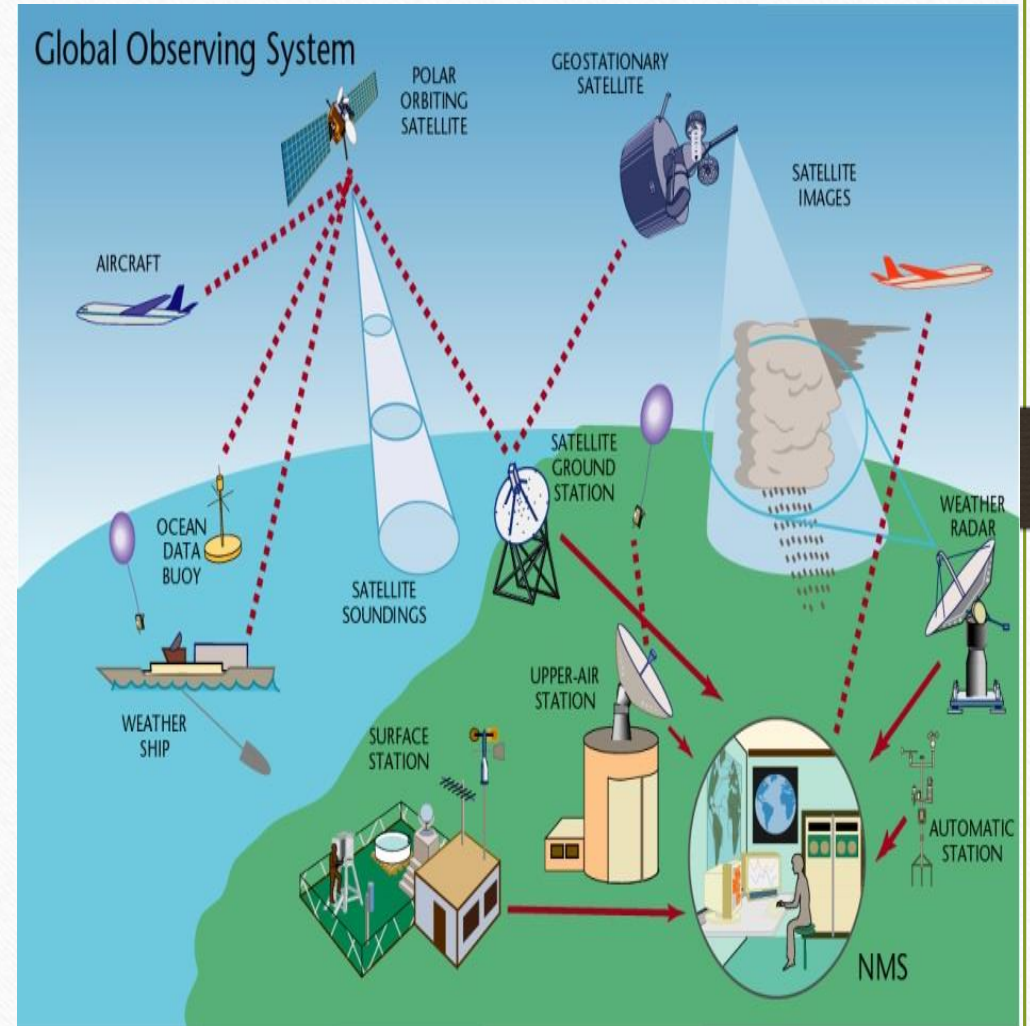 Global Observing System
POLAR
ORBITING
SATELLITE
GEOSTATIONARY
SATELLITE
SATELLITE
IMAGES
AIRCRAFT
OCEAN
DATA
BUOY
SATELLITE
SOUNDINGS
SATELLITE
GROUND
STATION
WEATHER
RADAR
WEATHER
SHIP
SURFACE
STATION
UPPER-AIR
STATION
AUTOMATIC
STATION
NMS